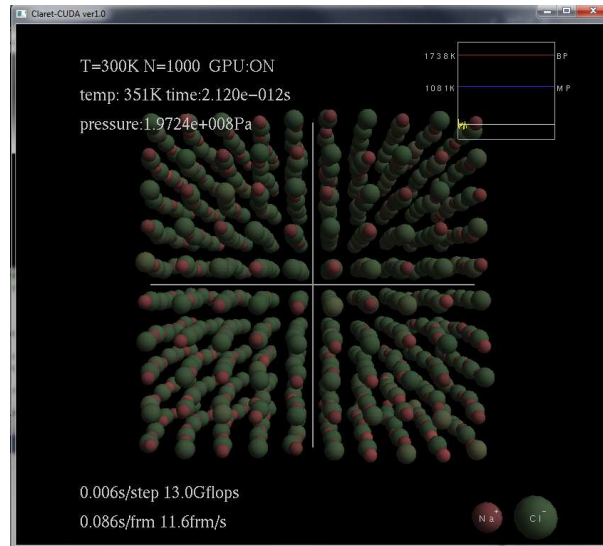 Claret-CUDA ver1.0
T=300K N=1000 GPU:ON
temp: 351K time:2.120e−012s
pressure:1.9724e+008Pa
1738K BP
1081K MP
0.006s/step 13.0Gflops
0.086s/frm 11.6frm/s
Na+ Cl−